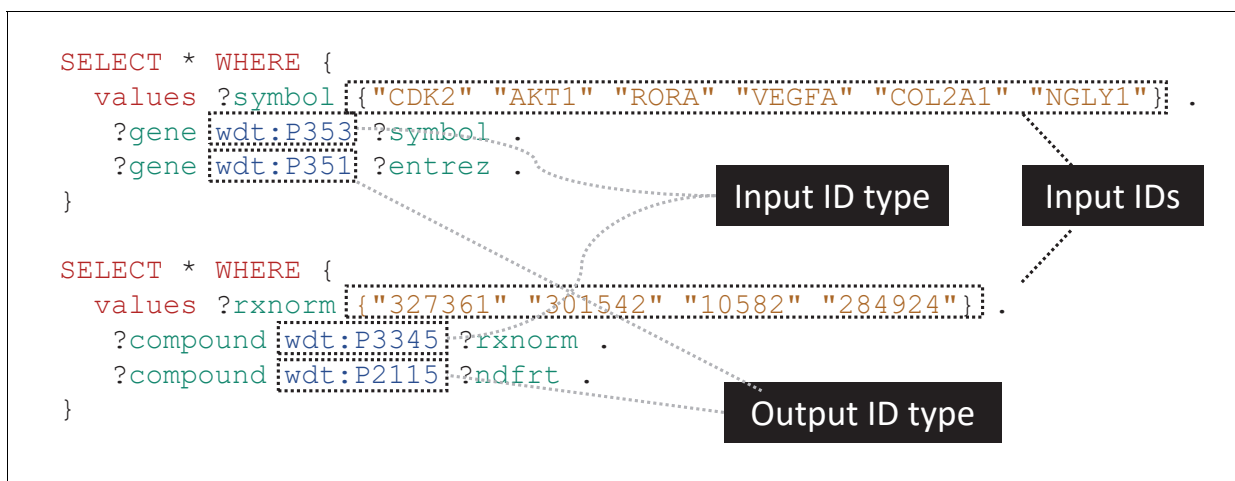 SELECT * WHERE {
values ?symbol {"CDK2" "AKT1" "RORA" "VEGFA" "COL2A1" "NGLY1"} .
?gene wdt:P353 ?symbol .
?gene wdt:P351 ?entrez .
}
Input ID type
Input IDs
SELECT * WHERE {
values ?rxnorm {"327361" "301542" "10582" "284924"} .
?compound wdt:P3345 ?rxnorm .
?compound wdt:P2115 ?ndfrt .
}
Output ID type